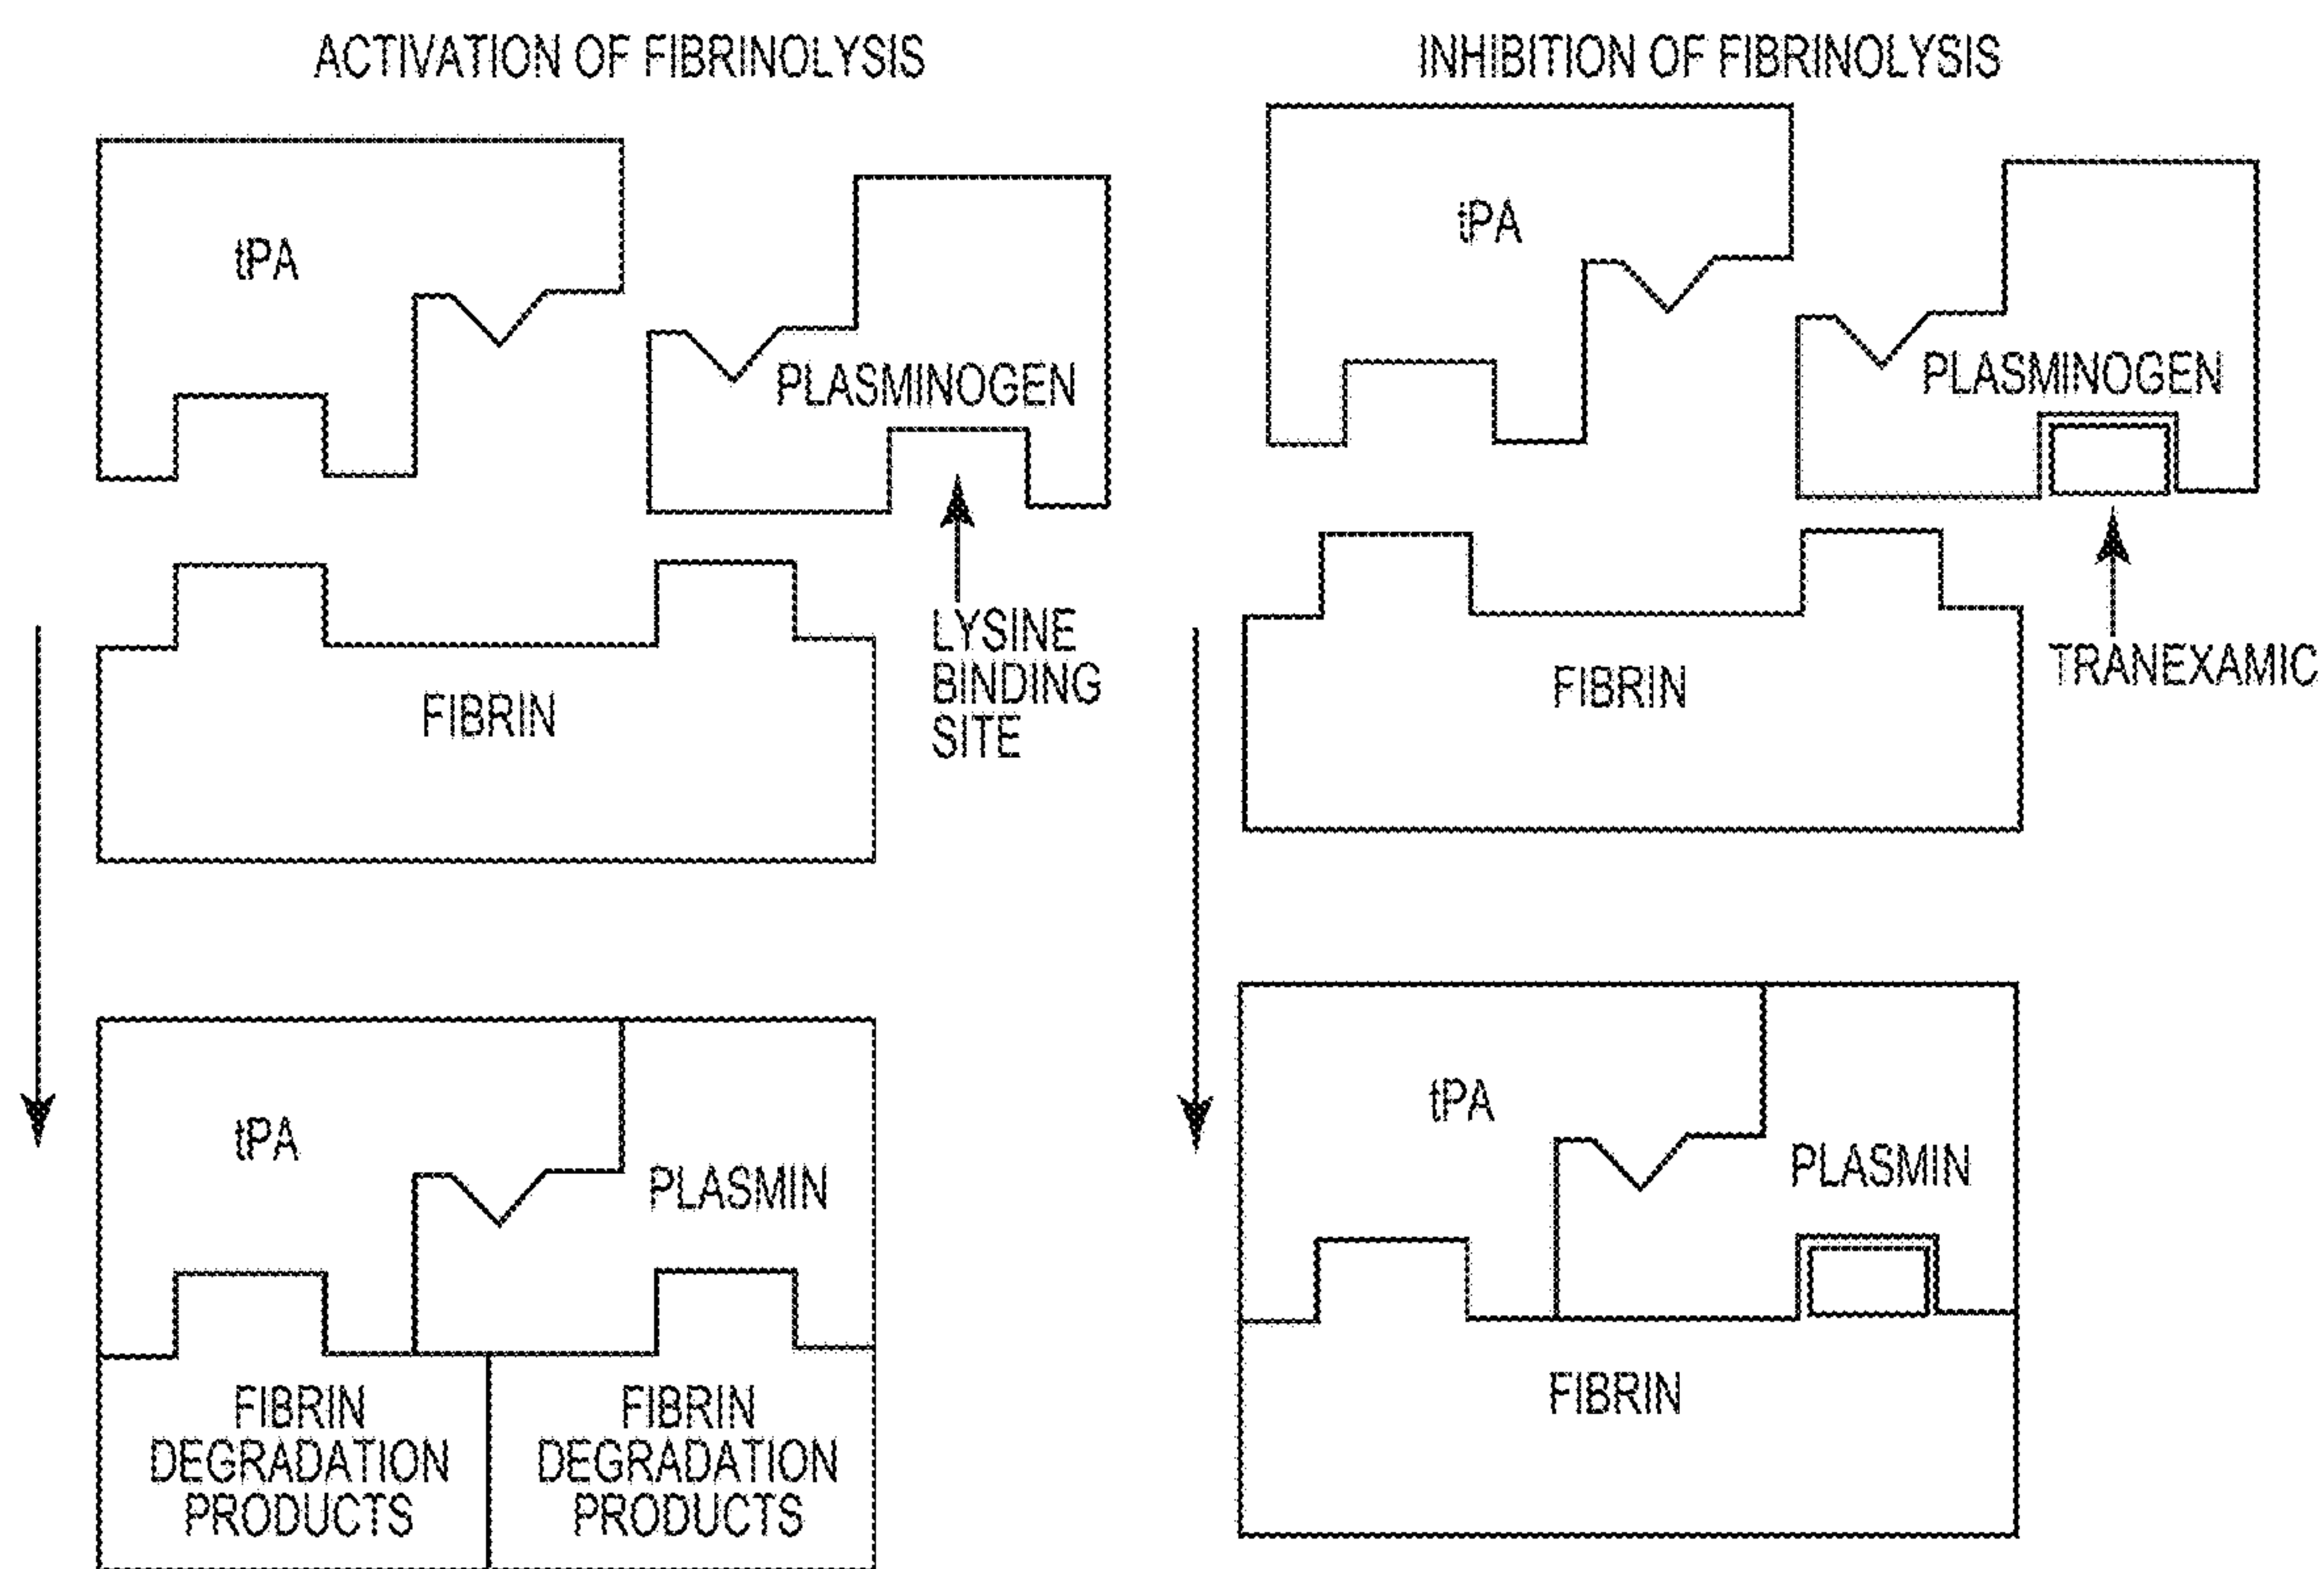 ACTIVATION OF FIBRINOLYSIS
tPA
PLASMINOGEN
LYSINE
BINDING
SITE
FIBRIN
tPA
PLASMIN
FIBRIN
DEGRADATION
PRODUCTS
FIBRIN
DEGRADATION
PRODUCTS
INHIBITION OF FIBRINOLYSIS
tPA
PLASMINOGEN
TRANEXAMIC
FIBRIN
tPA
PLASMIN
FIBRIN